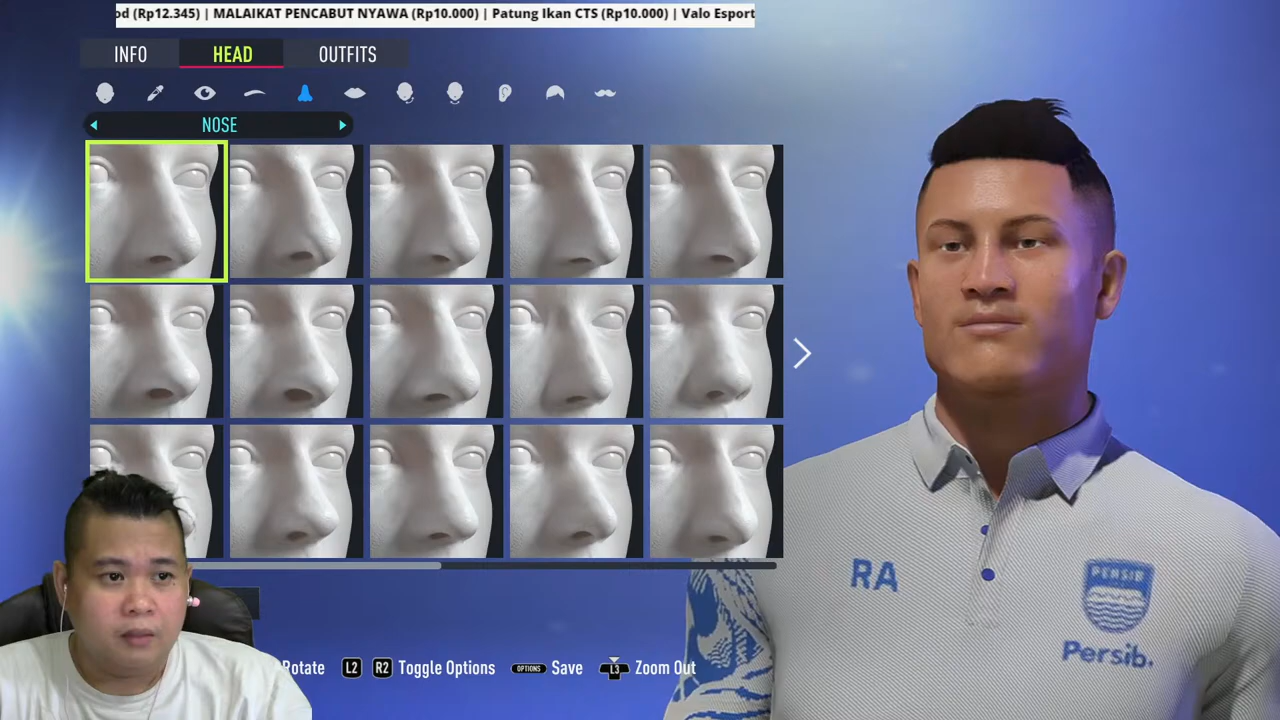 od (Rp12.345) | MALAIKAT PENCABUT NYAWA (Rp10.000) | Patung Ikan CTS (Rp10.000) | Valo Esport
INFO HEAD OUTFITS
NOSE
RA
PERSIB
Persib.
Rotate L2 R2 Toggle Options OPTIONS Save L3 Zoom Out